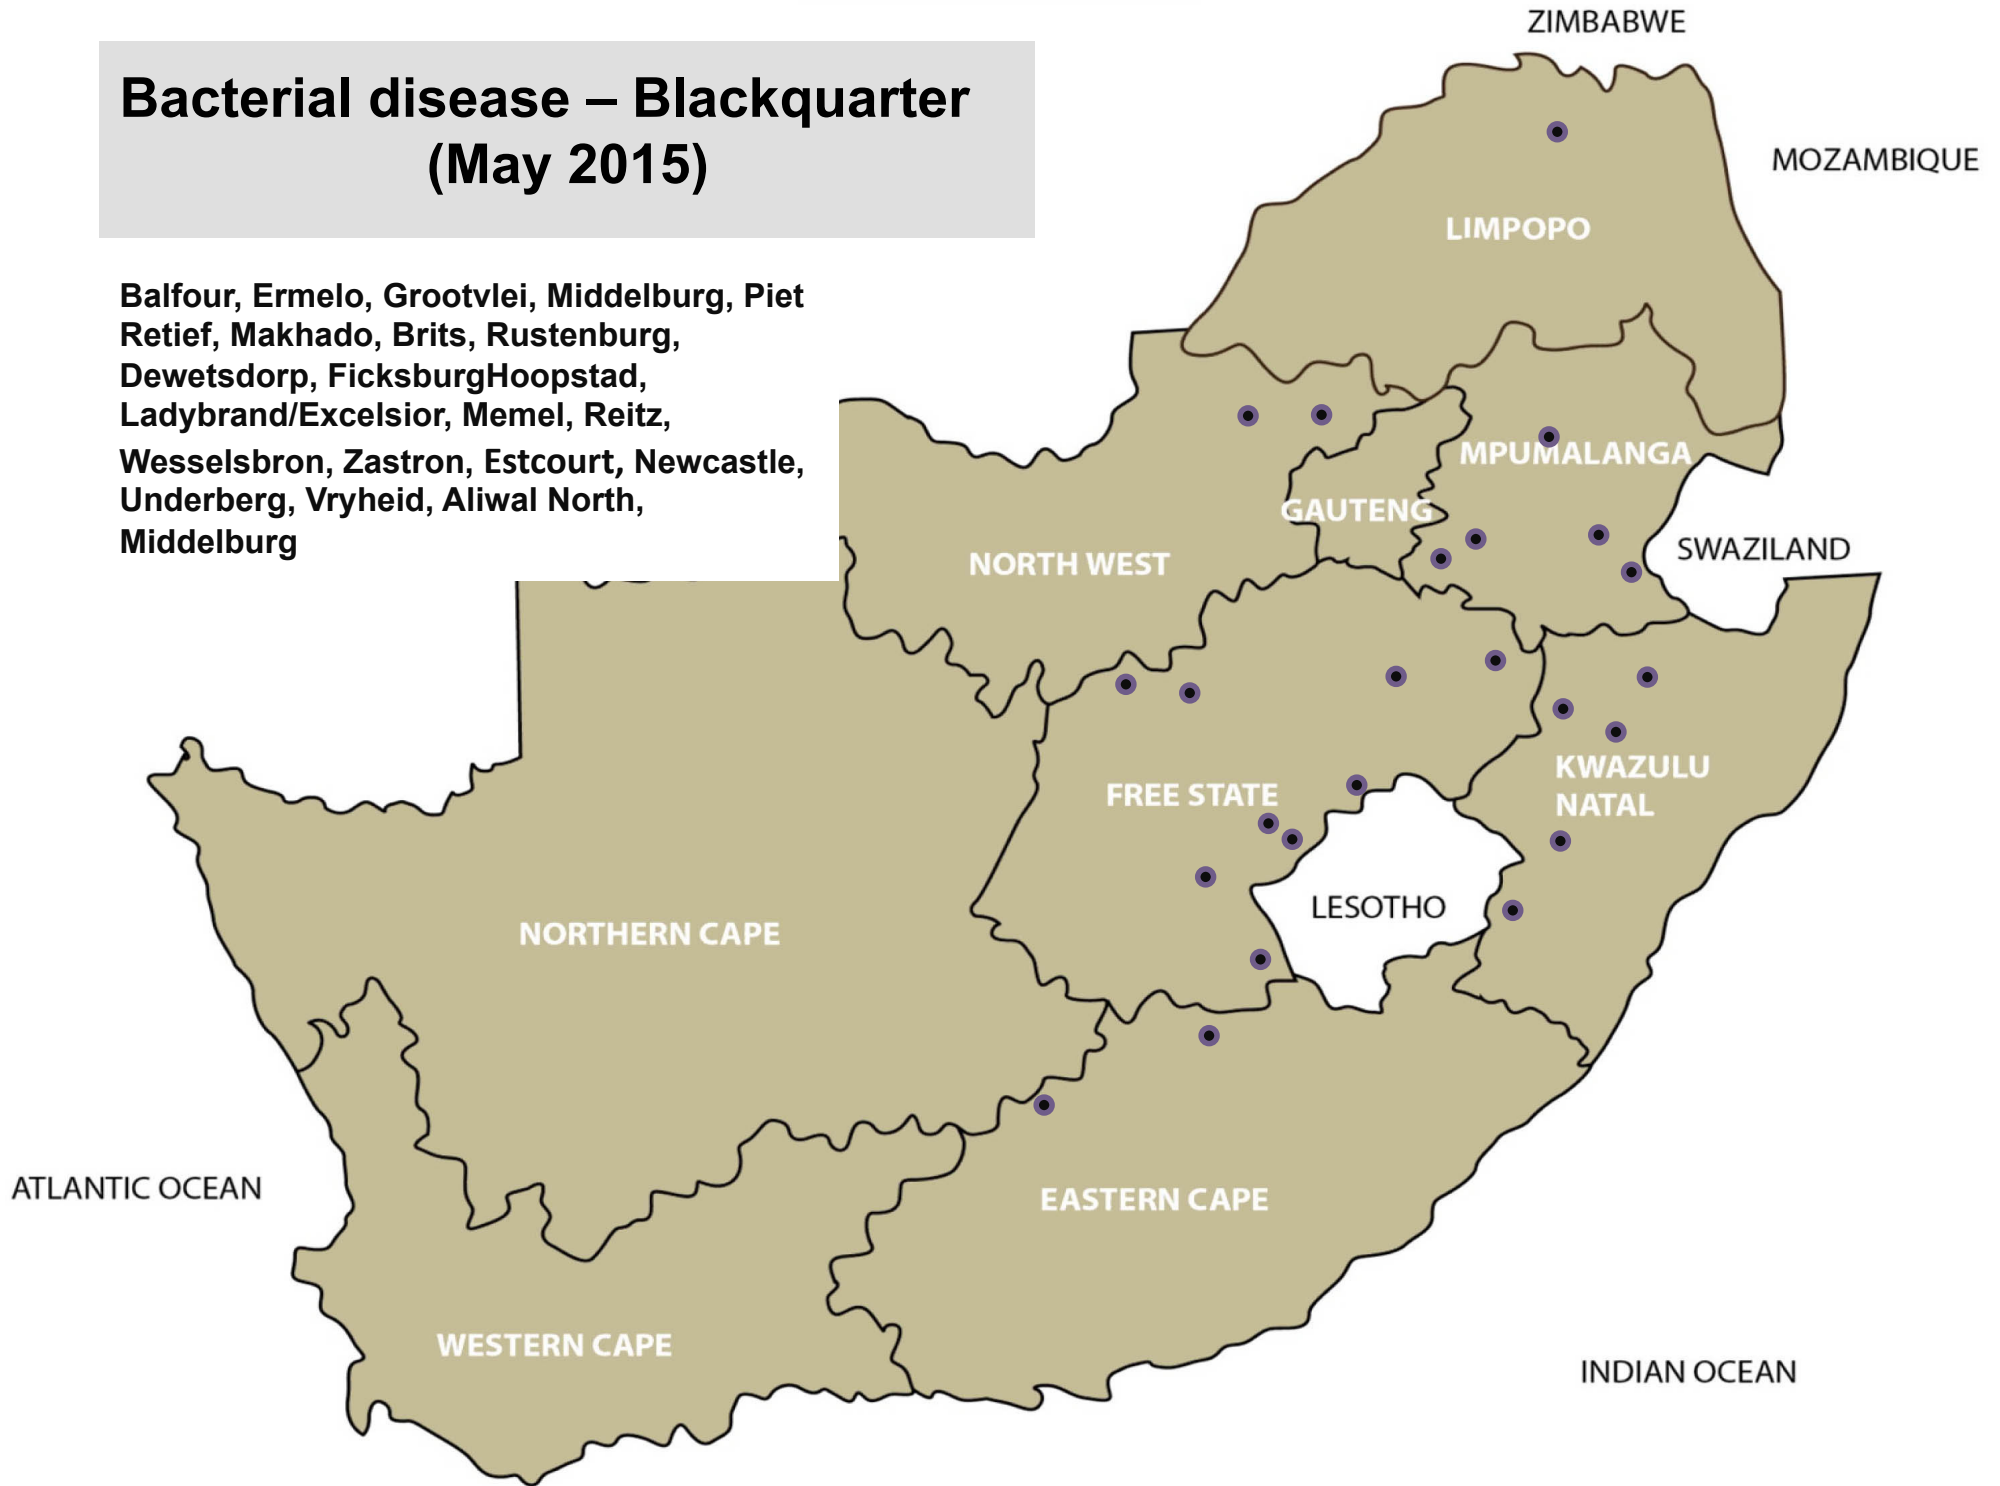 Bacterial disease – Blackquarter
(May 2015)
Balfour, Ermelo, Grootvlei, Middelburg, Piet
Retief, Makhado, Brits, Rustenburg,
Dewetsdorp, FicksburgHoopstad,
Ladybrand/Excelsior, Memel, Reitz,
Wesselsbron, Zastron, Estcourt, Newcastle,
Underberg, Vryheid, Aliwal North,
Middelburg
ZIMBABWE
MOZAMBIQUE
LIMPOPO
MPUMALANGA
GAUTENG
NORTH WEST
SWAZILAND
KWAZULU
NATAL
FREE STATE
LESOTHO
NORTHERN CAPE
ATLANTIC OCEAN
EASTERN CAPE
WESTERN CAPE
INDIAN OCEAN